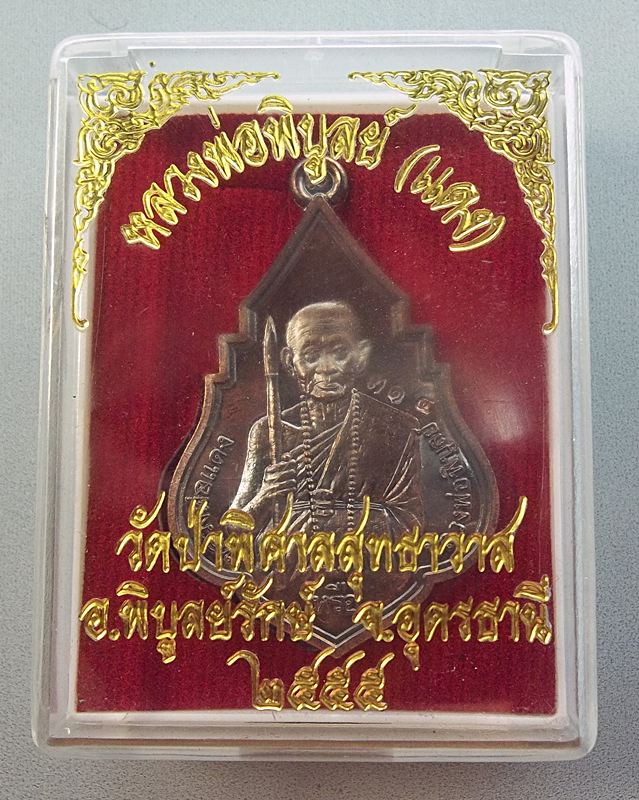 หลวงพ่อพิบูลย์ (แดง)
วัดป่าพิศาลสุทธาวาส
อ.พิบูลย์รักษ์ จ.อุดรธานี
๒๕๕๕